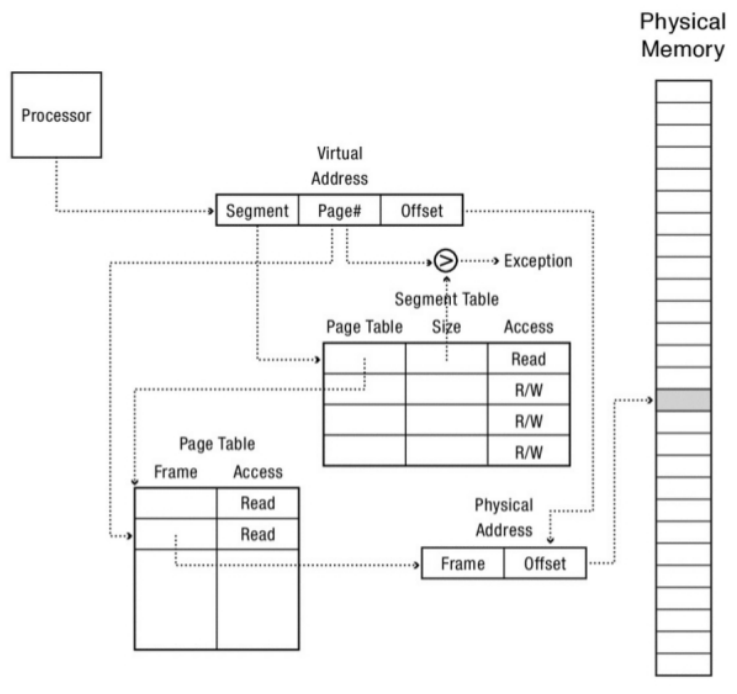 Physical
Memory
Processor
Virtual
Address
Segment Page# Offset
> Exception
Segment Table
Page Table Size Access
Read
R/W
R/W
R/W
Page Table
Frame Access
Read
Read
Physical
Address
Frame Offset